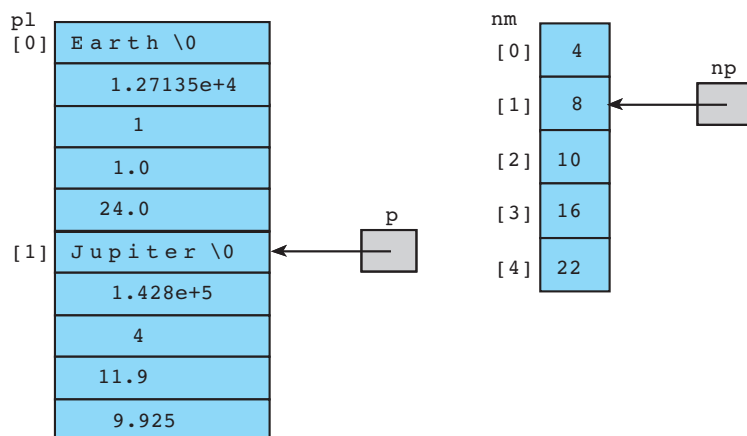 pl
[0] Earth \0
1.27135e+4
1
1.0
24.0
[1] Jupiter \0
1.428e+5
4
11.9
9.925
p
nm
[0] 4
[1] 8
[2] 10
[3] 16
[4] 22
np